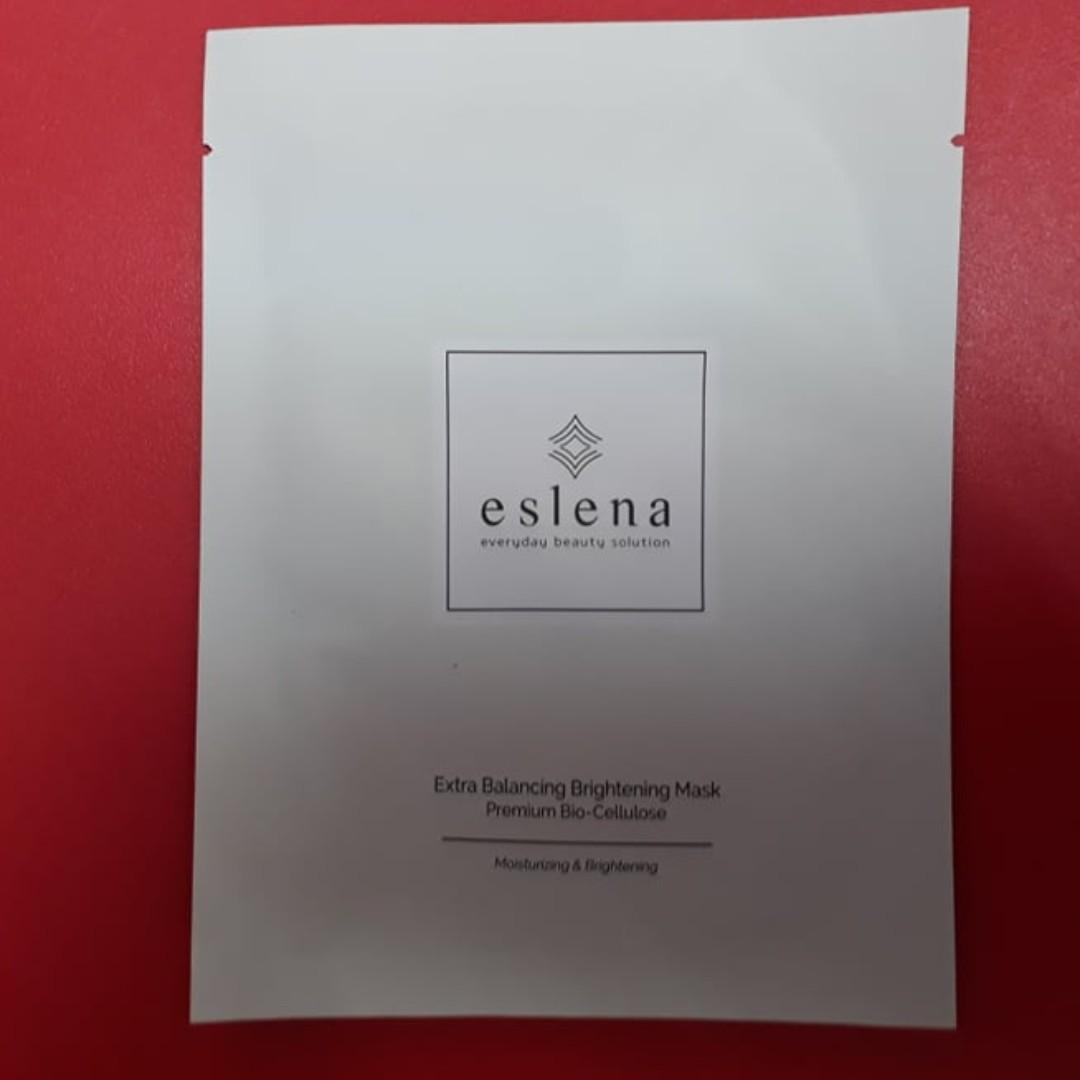 eslena
everyday beauty solution
Extra Balancing Brightening Mask
Premium Bio-Cellulose
Moisturizing & Brightening